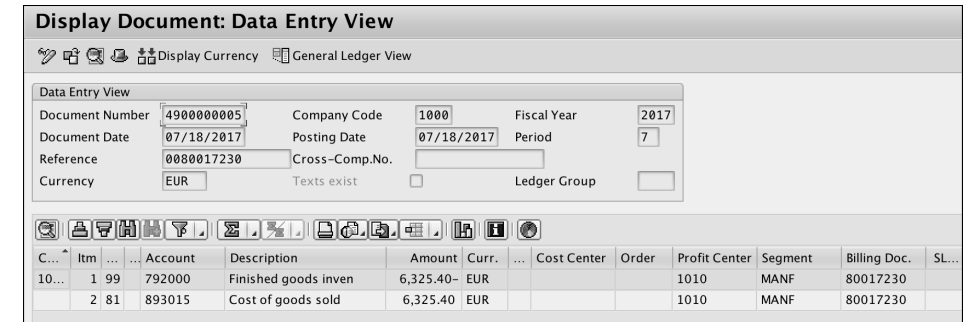 Display Document: Data Entry View
Display Currency General Ledger View
Data Entry View
Document Number 4900000005 Company Code 1000 Fiscal Year 2017
Document Date 07/18/2017 Posting Date 07/18/2017 Period 7
Reference 0080017230 Cross-Comp.No.
Currency EUR Texts exist Ledger Group
C... Itm ... ... Account Description Amount Curr. ... Cost Center Order Profit Center Segment Billing Doc. SL...
10... 1 99 792000 Finished goods inven 6,325.40- EUR 1010 MANF 80017230
2 81 893015 Cost of goods sold 6,325.40 EUR 1010 MANF 80017230